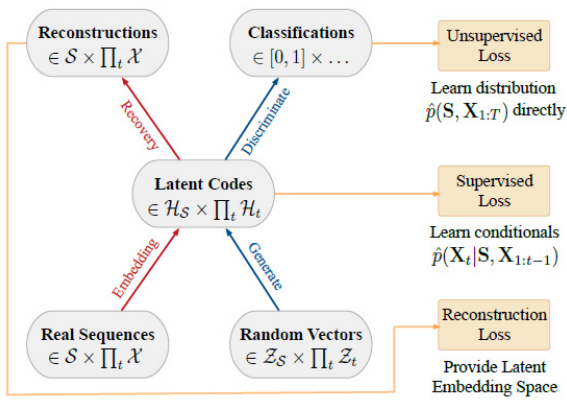 Reconstructions
∈ 𝒮 × ∏ₜ 𝒳
Classifications
∈ [0, 1] × ...
Unsupervised
Loss
Learn distribution
p̂(𝐒, 𝐗₁:T) directly
Recovery
Discriminate
Latent Codes
∈ ℋ𝒮 × ∏ₜ ℋₜ
Supervised
Loss
Learn conditionals
p̂(𝐗ₜ|𝐒, 𝐗₁:ₜ₋₁)
Embedding
Generate
Real Sequences
∈ 𝒮 × ∏ₜ 𝒳
Random Vectors
∈ 𝒵𝒮 × ∏ₜ 𝒵ₜ
Reconstruction
Loss
Provide Latent
Embedding Space